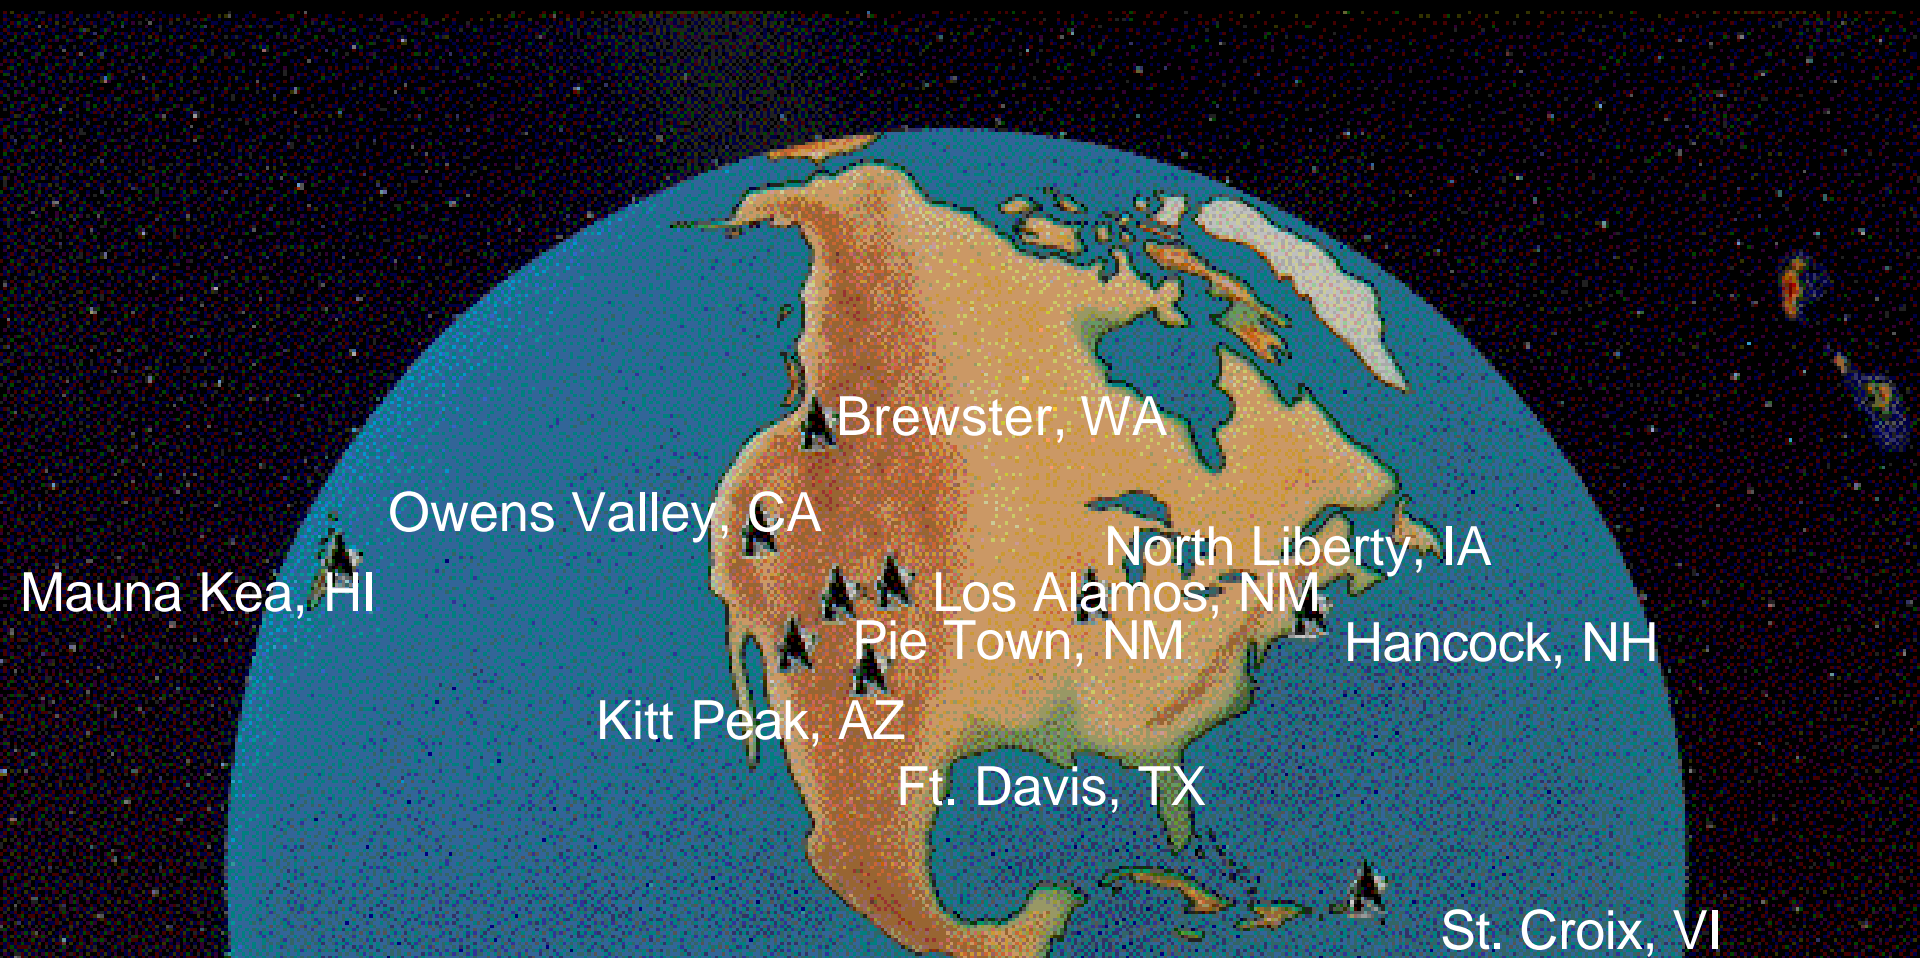 Brewster, WA
Owens Valley, CA
North Liberty, IA
Mauna Kea, HI
Los Alamos, NM
Pie Town, NM
Hancock, NH
Kitt Peak, AZ
Ft. Davis, TX
St. Croix, VI